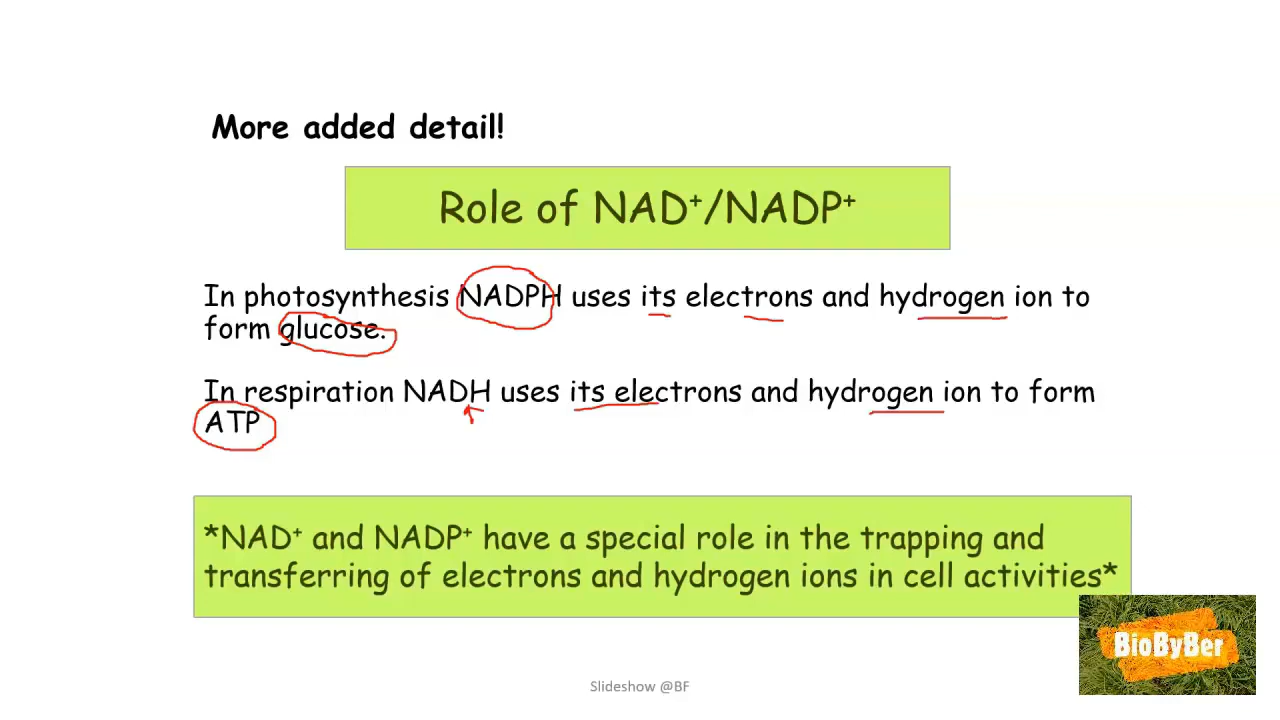 More added detail!
Role of NAD⁺/NADP⁺
In photosynthesis NADPH uses its electrons and hydrogen ion to
form glucose.
In respiration NADH uses its electrons and hydrogen ion to form
ATP
*NAD⁺ and NADP⁺ have a special role in the trapping and
transferring of electrons and hydrogen ions in cell activities*
BioByBer
Slideshow @BF